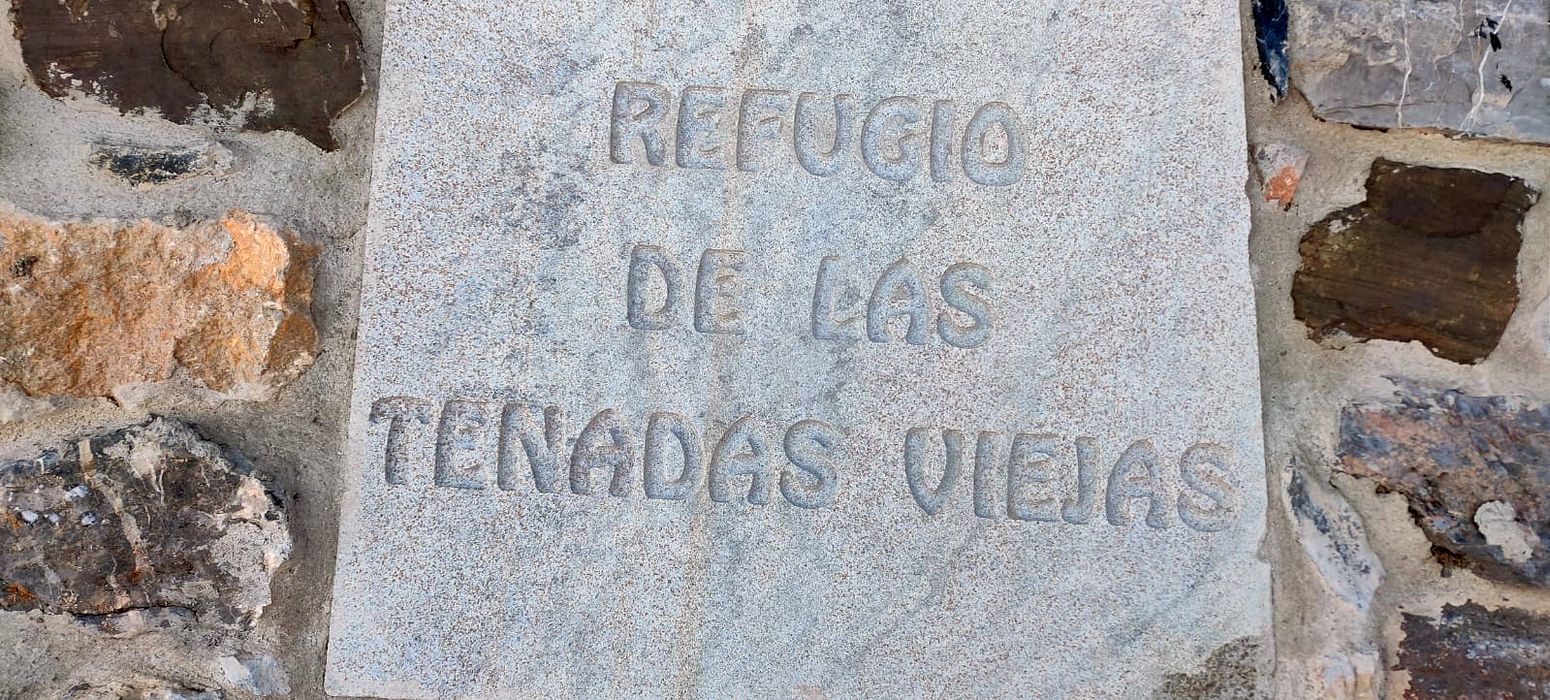 REFUGIO
DE LAS
TENADAS VIEJAS